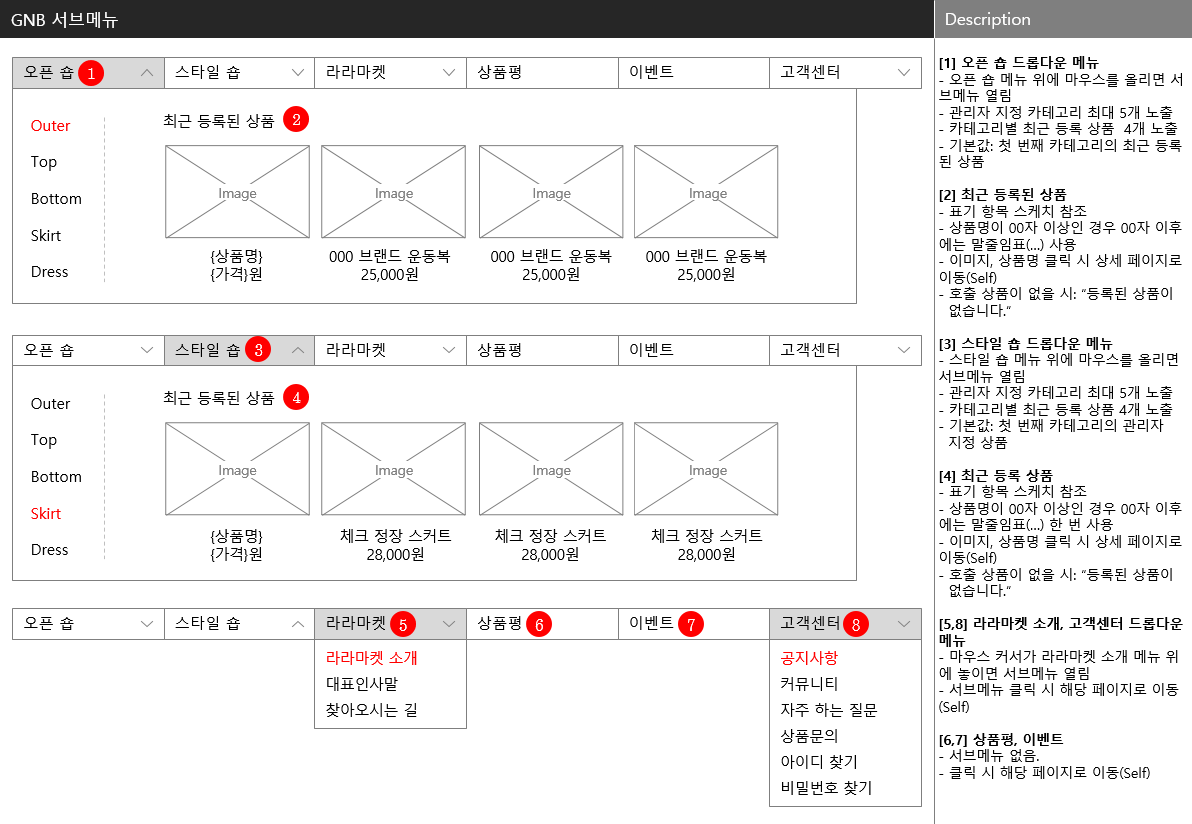 GNB 서브메뉴
오픈 숍 1 스타일 숍 라라마켓 상품평 이벤트 고객센터
최근 등록된 상품 2
Outer
Top
Bottom
Skirt
Dress
Image Image Image Image
{상품명} 000 브랜드 운동복 000 브랜드 운동복 000 브랜드 운동복
{가격}원 25,000원 25,000원 25,000원
오픈 숍 스타일 숍 3 라라마켓 상품평 이벤트 고객센터
최근 등록된 상품 4
Outer
Top
Bottom
Skirt
Dress
Image Image Image Image
{상품명} 체크 정장 스커트 체크 정장 스커트 체크 정장 스커트
{가격}원 28,000원 28,000원 28,000원
오픈 숍 스타일 숍 라라마켓 5 상품평 6 이벤트 7 고객센터 8
라라마켓 소개
대표인사말
찾아오시는 길
공지사항
커뮤니티
자주 하는 질문
상품문의
아이디 찾기
비밀번호 찾기
Description
[1] 오픈 숍 드롭다운 메뉴
- 오픈 숍 메뉴 위에 마우스를 올리면 서
브메뉴 열림
- 관리자 지정 카테고리 최대 5개 노출
- 카테고리별 최근 등록 상품 4개 노출
- 기본값: 첫 번째 카테고리의 최근 등록
된 상품
[2] 최근 등록된 상품
- 표기 항목 스케치 참조
- 상품명이 00자 이상인 경우 00자 이후
에는 말줄임표(...) 사용
- 이미지, 상품명 클릭 시 상세 페이지로
이동(Self)
- 호출 상품이 없을 시: “등록된 상품이
없습니다.”
[3] 스타일 숍 드롭다운 메뉴
- 스타일 숍 메뉴 위에 마우스를 올리면
서브메뉴 열림
- 관리자 지정 카테고리 최대 5개 노출
- 카테고리별 최근 등록 상품 4개 노출
- 기본값: 첫 번째 카테고리의 관리자
지정 상품
[4] 최근 등록 상품
- 표기 항목 스케치 참조
- 상품명이 00자 이상인 경우 00자 이후
에는 말줄임표(...) 한 번 사용
- 이미지, 상품명 클릭 시 상세 페이지로
이동(Self)
- 호출 상품이 없을 시: “등록된 상품이
없습니다.”
[5,8] 라라마켓 소개, 고객센터 드롭다운
메뉴
- 마우스 커서가 라라마켓 소개 메뉴 위
에 놓이면 서브메뉴 열림
- 서브메뉴 클릭 시 해당 페이지로 이동
(Self)
[6,7] 상품평, 이벤트
- 서브메뉴 없음.
- 클릭 시 해당 페이지로 이동(Self)